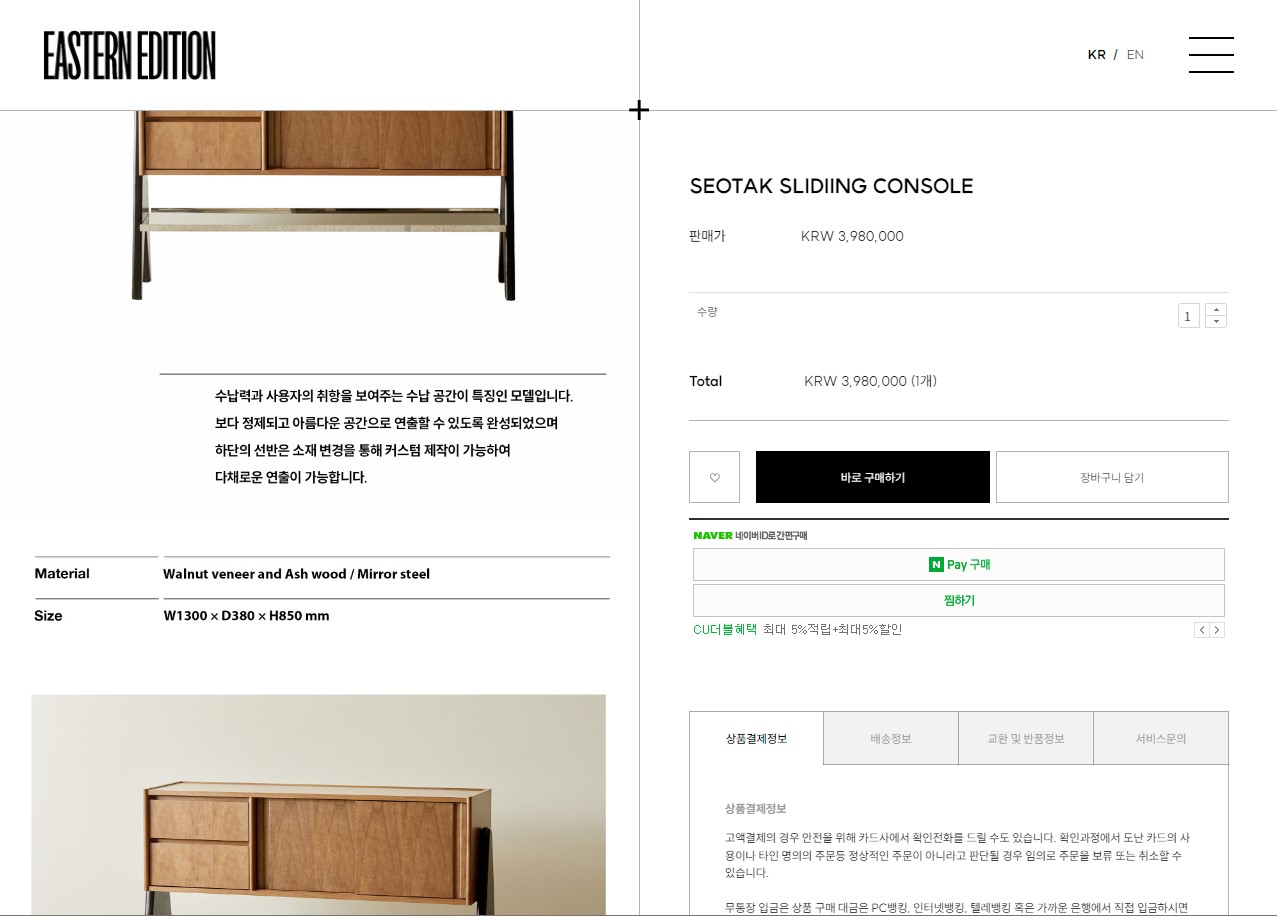 EASTERN EDITION
KR / EN
수납력과 사용자의 취향을 보여주는 수납 공간이 특징인 모델입니다.
보다 정제되고 아름다운 공간으로 연출할 수 있도록 완성되었으며
하단의 선반은 소재 변경을 통해 커스텀 제작이 가능하여
다채로운 연출이 가능합니다.
Material Walnut veneer and Ash wood / Mirror steel
Size W1300 × D380 × H850 mm
SEOTAK SLIDIING CONSOLE
판매가 KRW 3,980,000
수량 1
Total KRW 3,980,000 (1개)
♡ 바로 구매하기 장바구니 담기
NAVER 네이버ID로 간편구매
N Pay 구매
찜하기
CU더블혜택 최대 5%적립+최대5%할인
상품결제정보 배송정보 교환 및 반품정보 서비스문의
상품결제정보
고액결제의 경우 안전을 위해 카드사에서 확인전화를 드릴 수도 있습니다. 확인과정에서 도난 카드의 사
용이나 타인 명의의 주문등 정상적인 주문이 아니라고 판단될 경우 임의로 주문을 보류 또는 취소할 수
있습니다.
무통장 입금은 상품 구매 대금은 PC뱅킹, 인터넷뱅킹, 텔레뱅킹 혹은 가까운 은행에서 직접 입금하시면